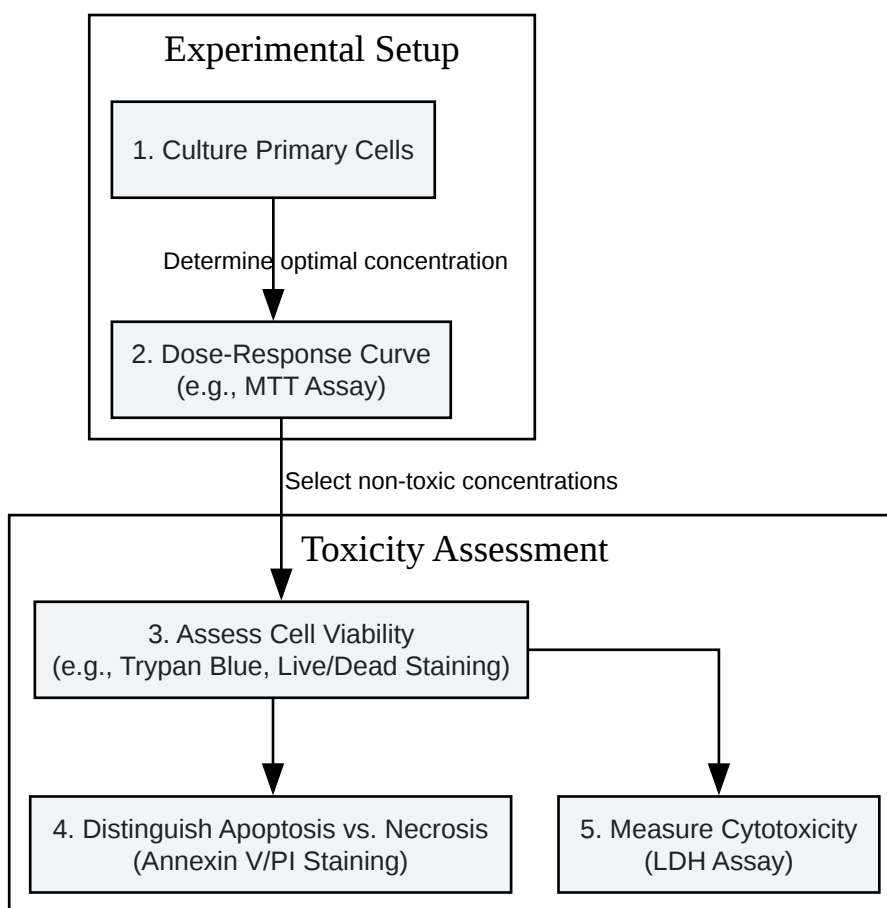 Experimental Setup
1. Culture Primary Cells
Determine optimal concentration
2. Dose-Response Curve
(e.g., MTT Assay)
Select non-toxic concentrations
Toxicity Assessment
3. Assess Cell Viability
(e.g., Trypan Blue, Live/Dead Staining)
4. Distinguish Apoptosis vs. Necrosis
(Annexin V/PI Staining)
5. Measure Cytotoxicity
(LDH Assay)